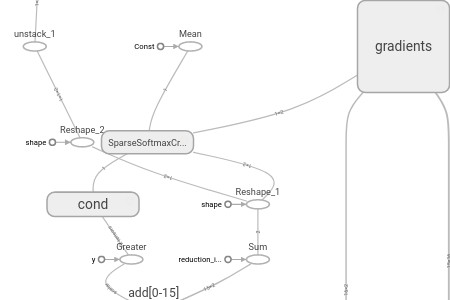 unstack_1
Mean
Const
gradients
Reshape_2
shape
SparseSoftmaxCr...
Reshape_1
shape
cond
Greater
y
Sum
reduction_i...
add[0-15]